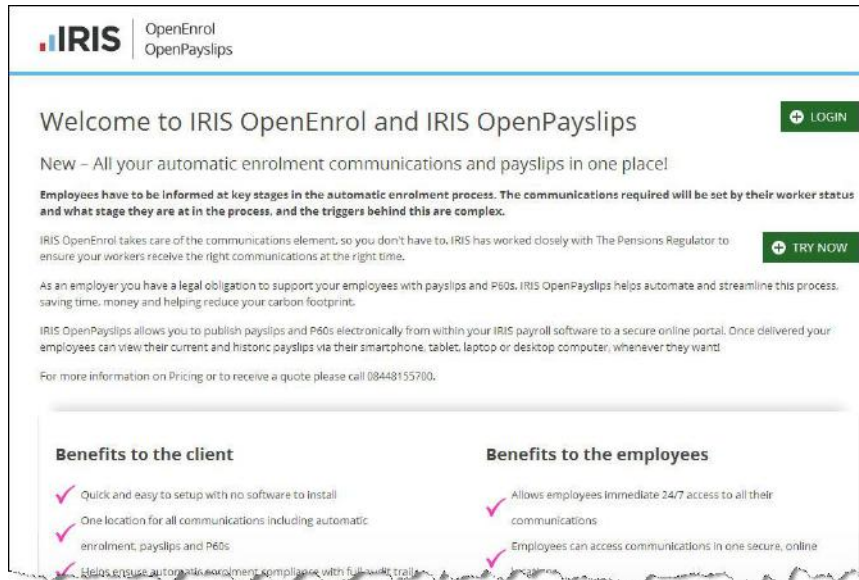 IRIS
OpenEnrol
OpenPayslips
Welcome to IRIS OpenEnrol and IRIS OpenPayslips
LOGIN
New – All your automatic enrolment communications and payslips in one place!
Employees have to be informed at key stages in the automatic enrolment process. The communications required will be set by their worker status
and what stage they are at in the process, and the triggers behind this are complex.
IRIS OpenEnrol takes care of the communications element, so you don't have to. IRIS has worked closely with The Pensions Regulator to
ensure your workers receive the right communications at the right time.
TRY NOW
As an employer you have a legal obligation to support your employees with payslips and P60s. IRIS OpenPayslips helps automate and streamline this process,
saving time, money and helping reduce your carbon footprint.
IRIS OpenPayslips allows you to publish payslips and P60s electronically from within your IRIS payroll software to a secure online portal. Once delivered your
employees can view their current and historic payslips via their smartphone, tablet, laptop or desktop computer, whenever they want!
For more information on Pricing or to receive a quote please call 08448155700.
Benefits to the client
Quick and easy to setup with no software to install
One location for all communications including automatic
enrolment, payslips and P60s
Helps ensure automatic enrolment compliance with full audit trail
Benefits to the employees
Allows employees immediate 24/7 access to all their
communications
Employees can access communications in one secure, online